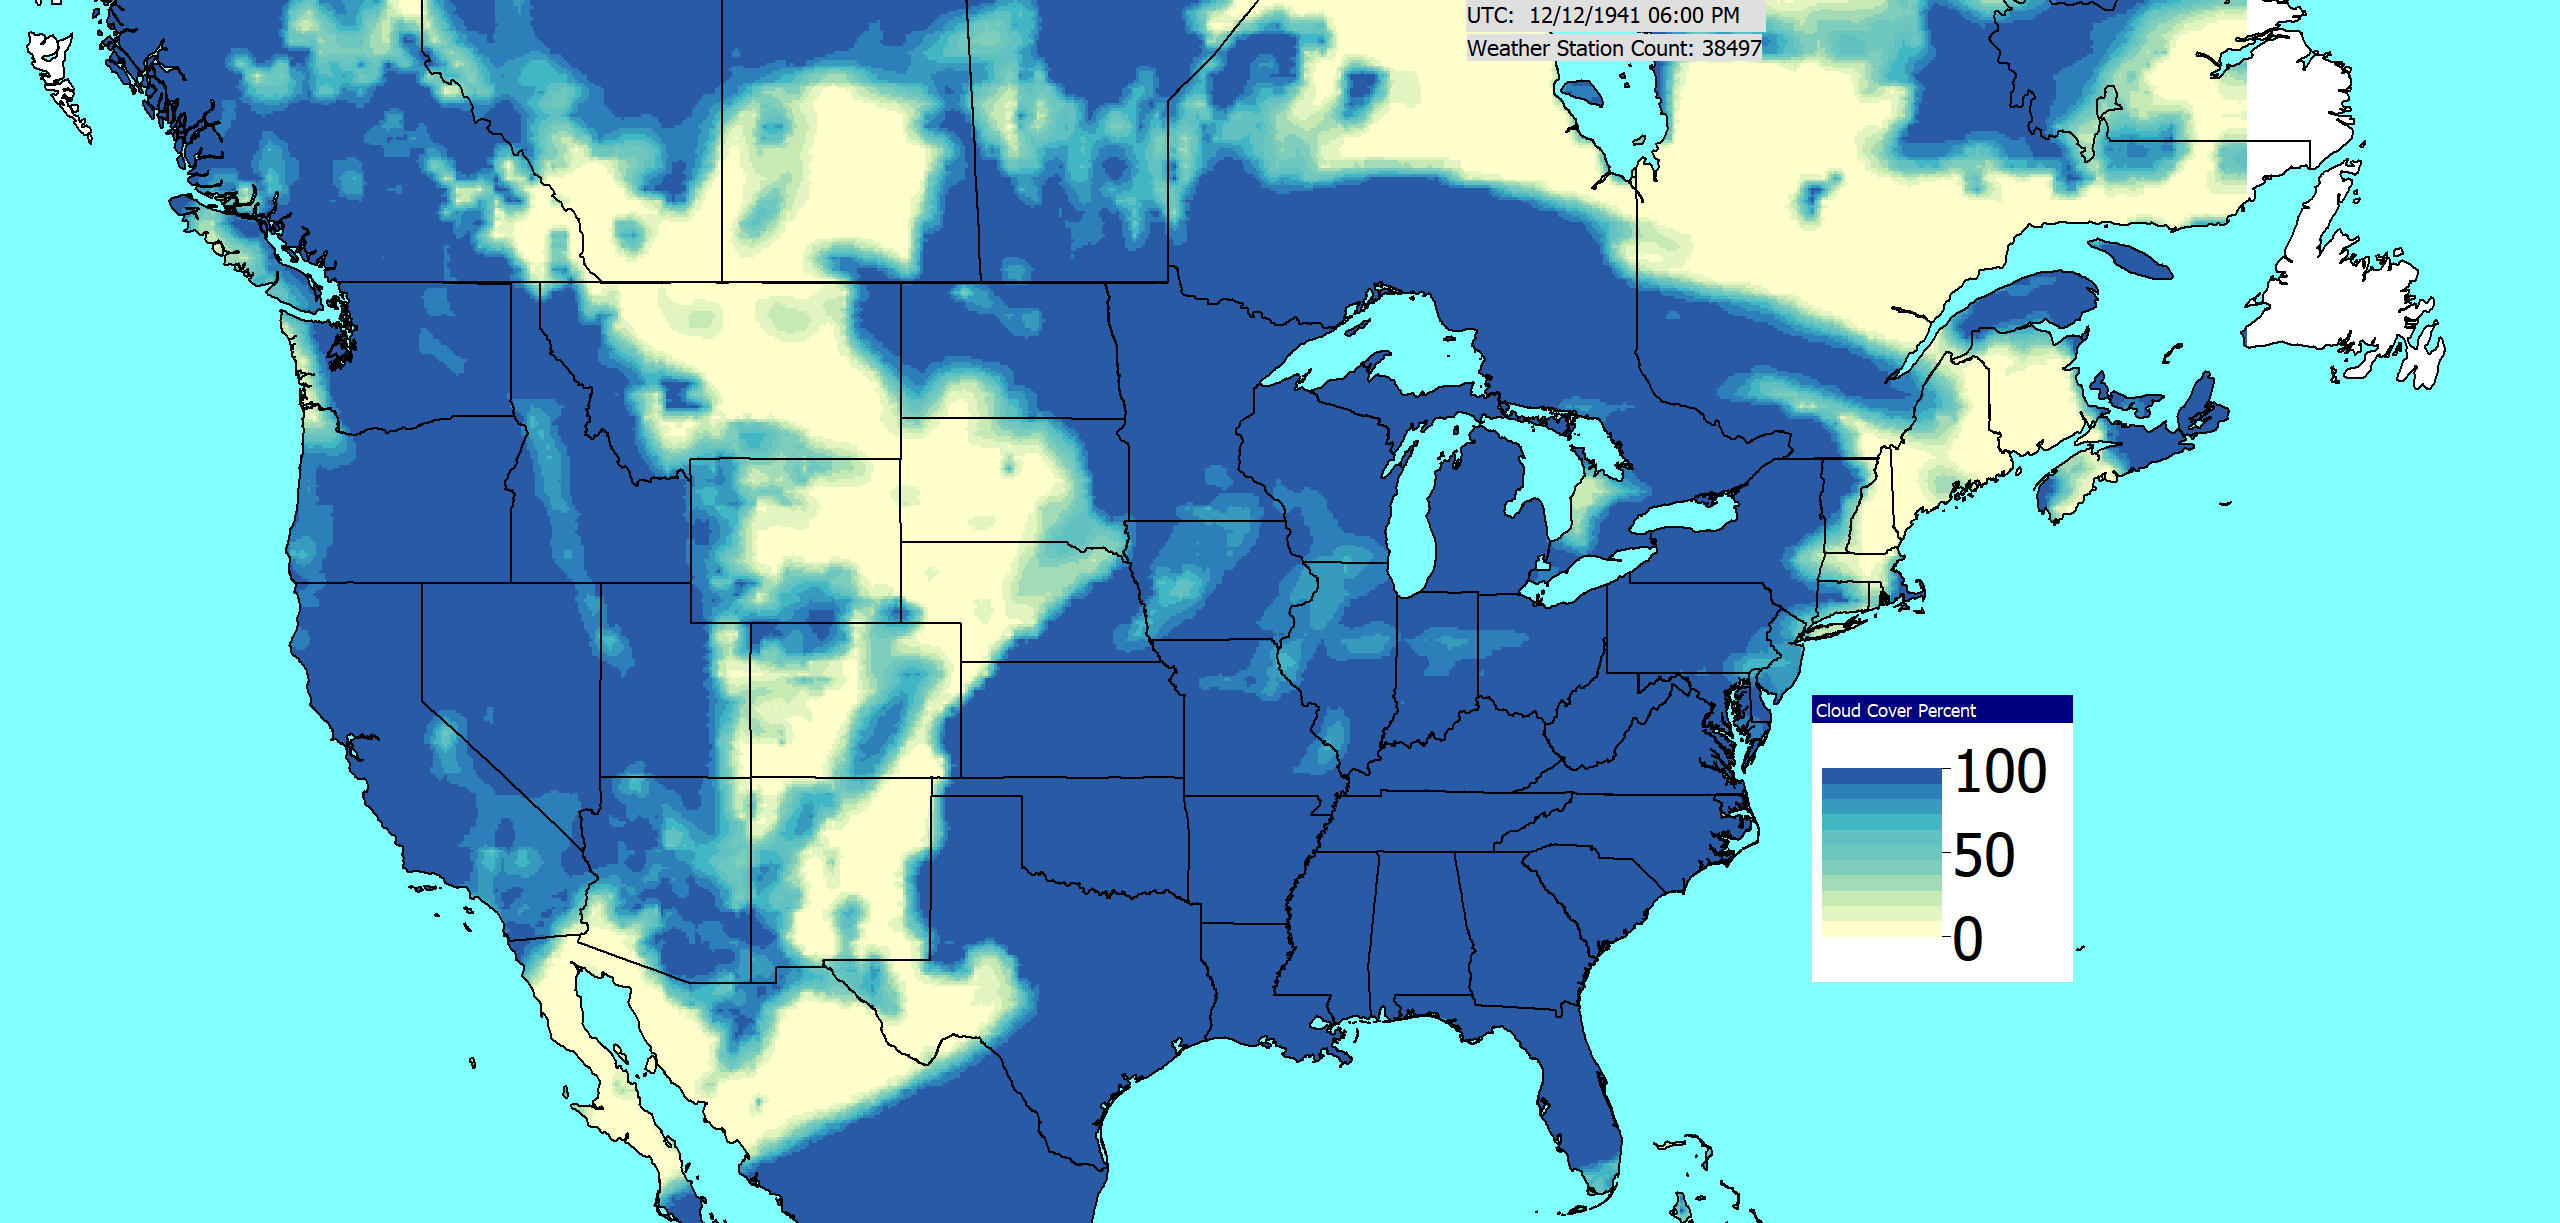 UTC:  12/12/1941 06:00 PM
Weather Station Count: 38497
Cloud Cover Percent
100
50
0